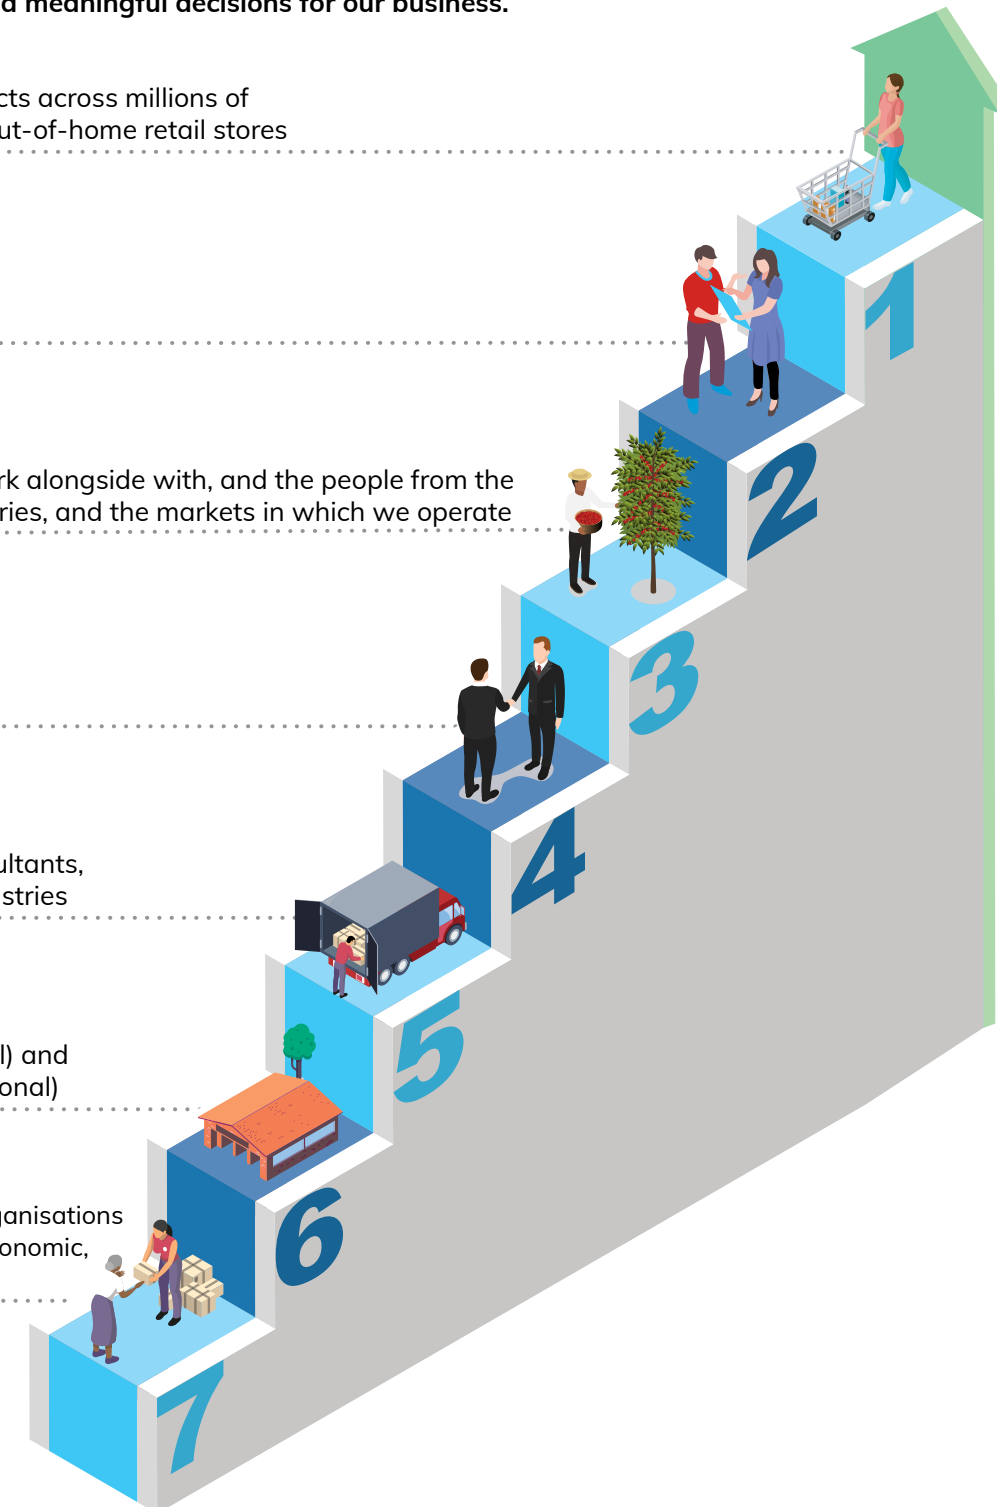 d meaningful decisions for our business.
cts across millions of
ut-of-home retail stores
1
2
rk alongside with, and the people from the
ries, and the markets in which we operate
3
4
ultants,
stries
5
l) and
onal)
6
ganisations
onomic,
7